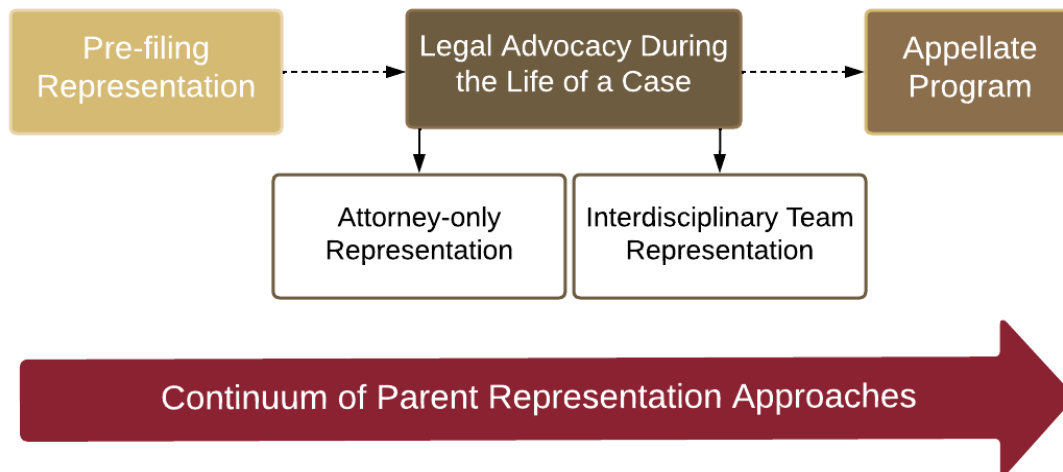 Pre-filing
Representation
Legal Advocacy During
the Life of a Case
Appellate
Program
Attorney-only
Representation
Interdisciplinary Team
Representation
Continuum of Parent Representation Approaches